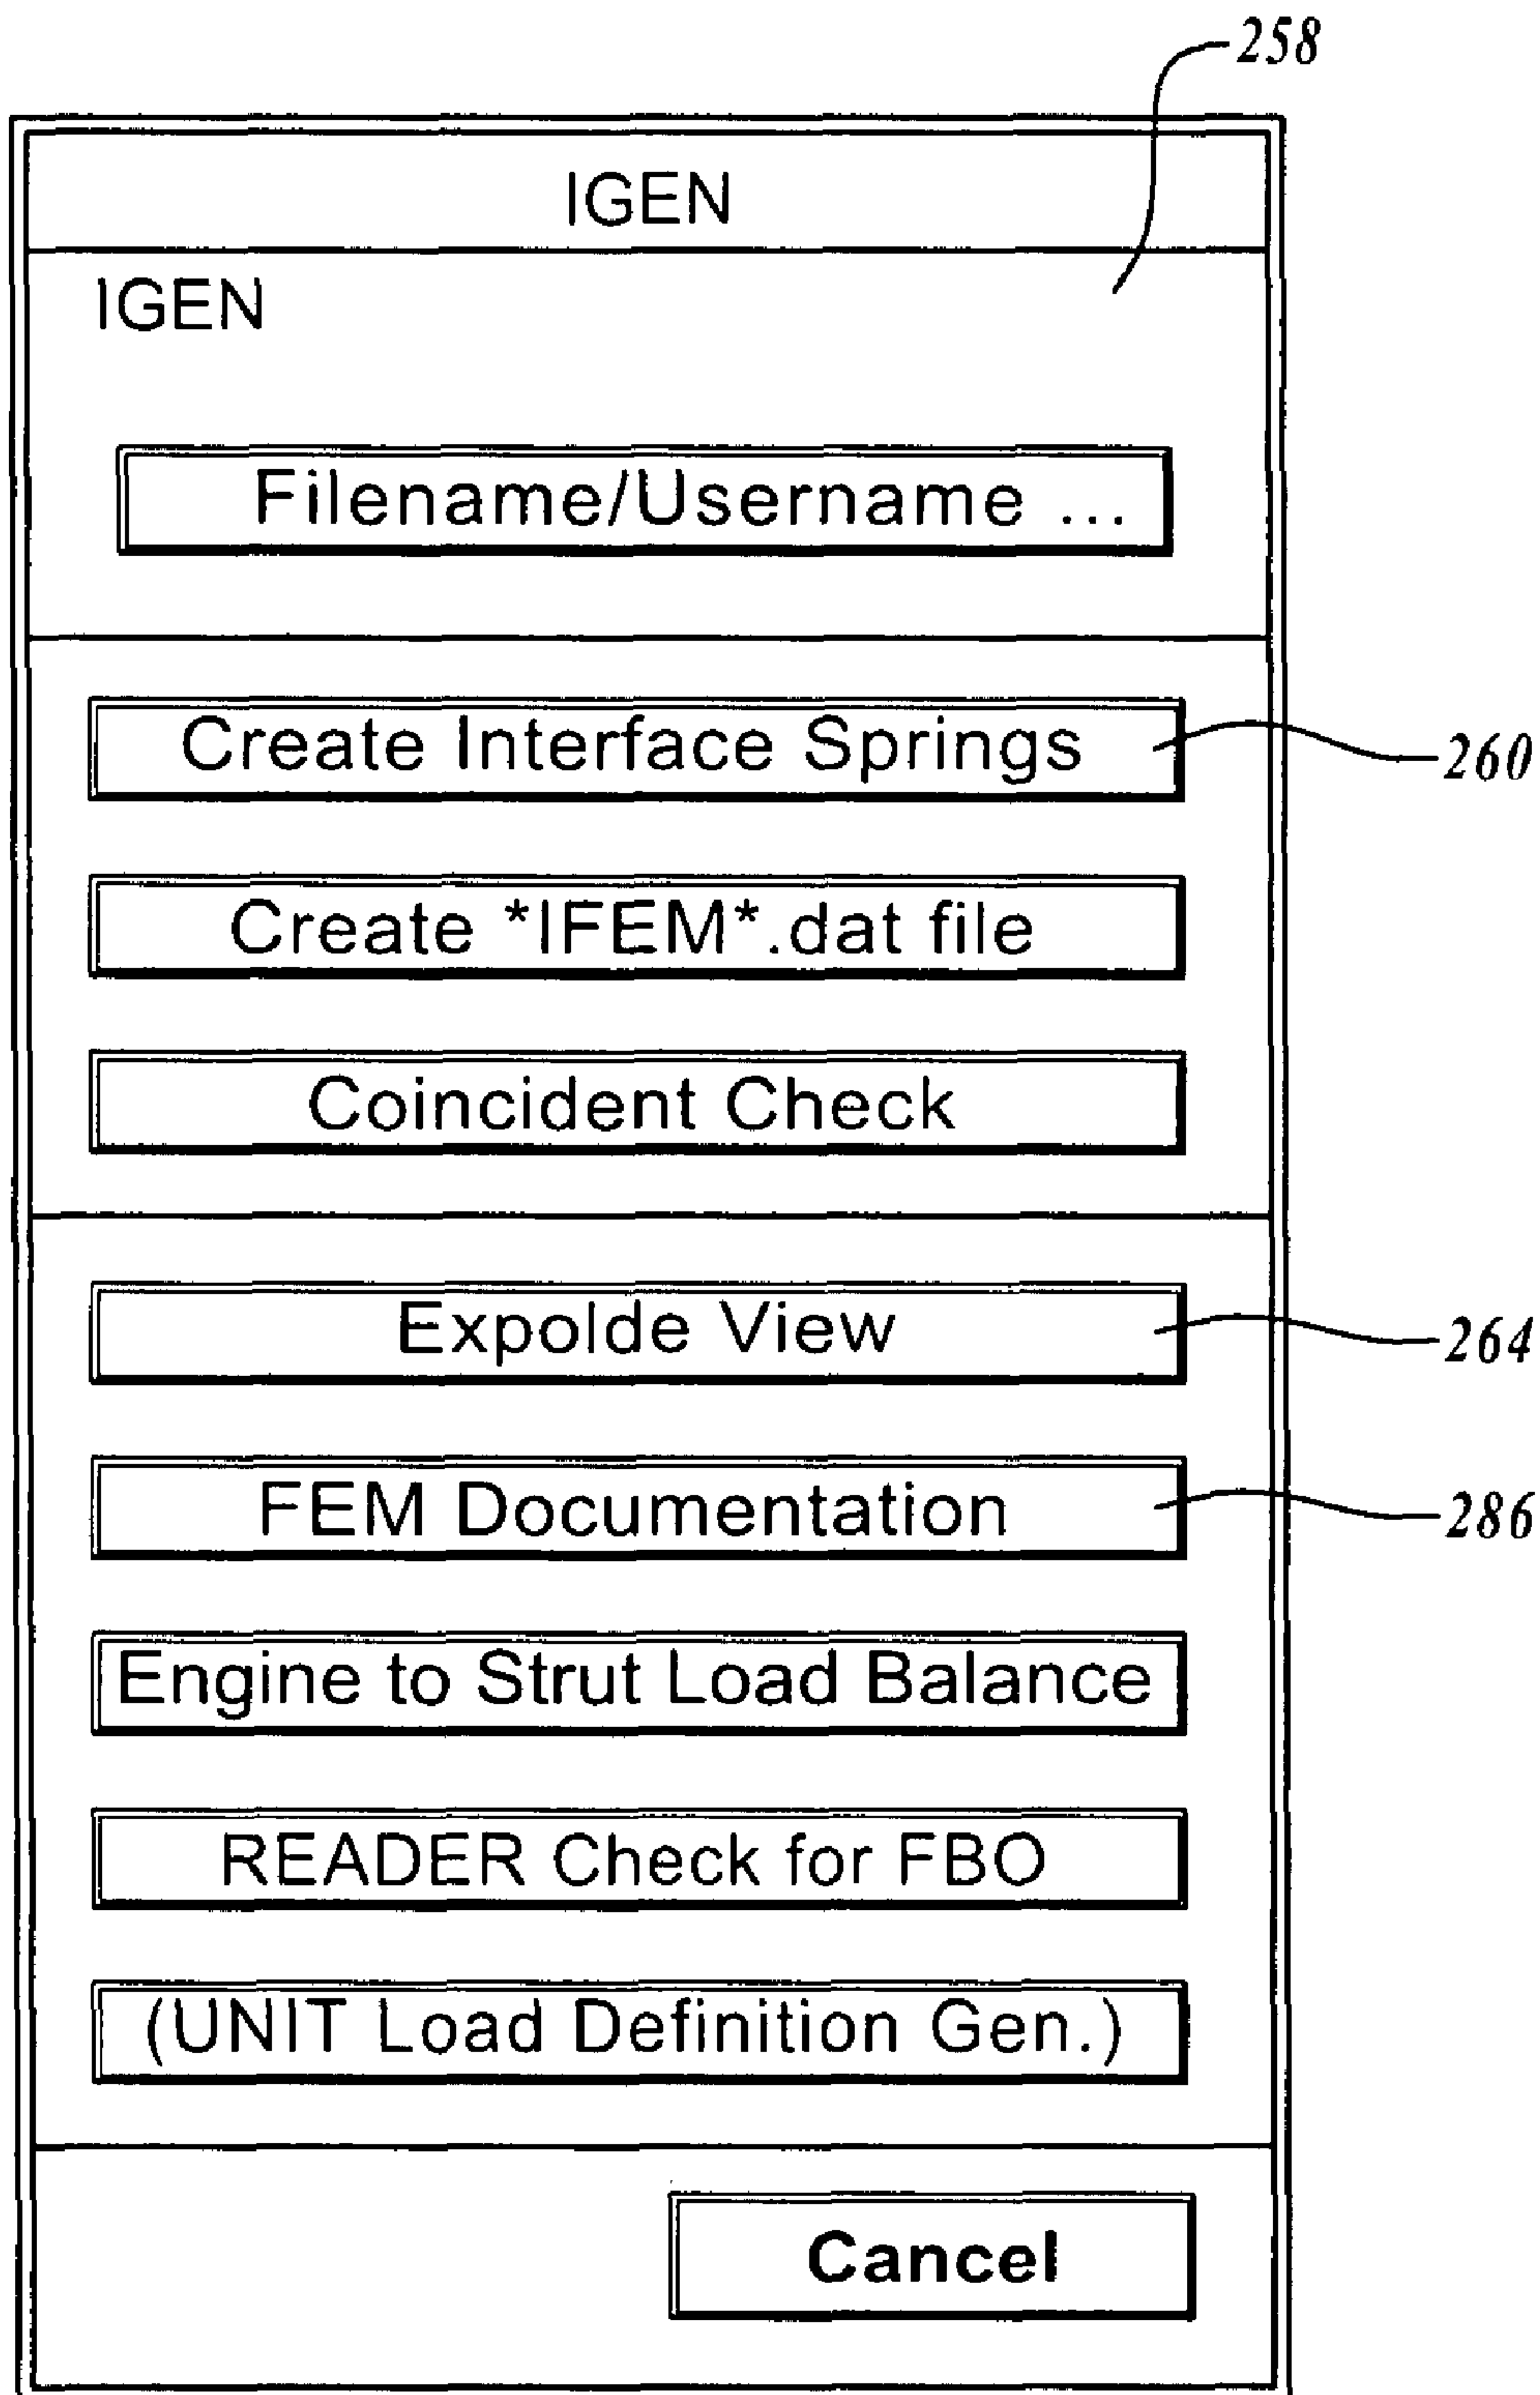 258
IGEN
IGEN
Filename/Username ...
Create Interface Springs
260
Create *IFEM*.dat file
Coincident Check
Expolde View
264
FEM Documentation
286
Engine to Strut Load Balance
READER Check for FBO
(UNIT Load Definition Gen.)
Cancel